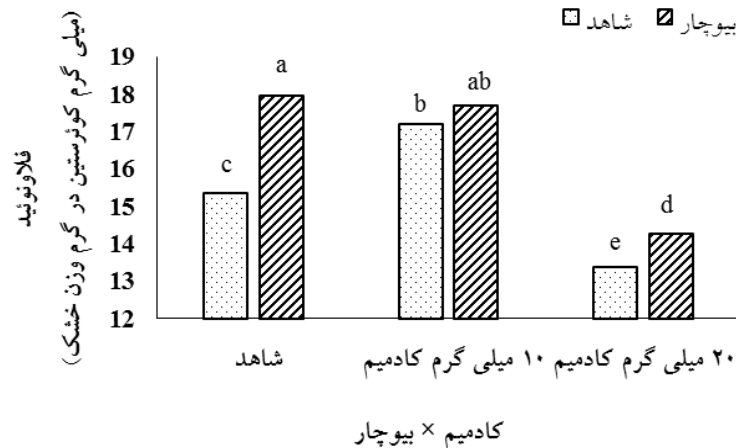 شاهد بیوچار
فلاونوئید
(میلی گرم کوئرستین در گرم وزن خشک)
19
18
17
16
15
14
13
12
c
a
b
ab
e
d
شاهد ۱۰ میلی گرم کادمیم ۲۰ میلی گرم کادمیم
کادمیم × بیوچار